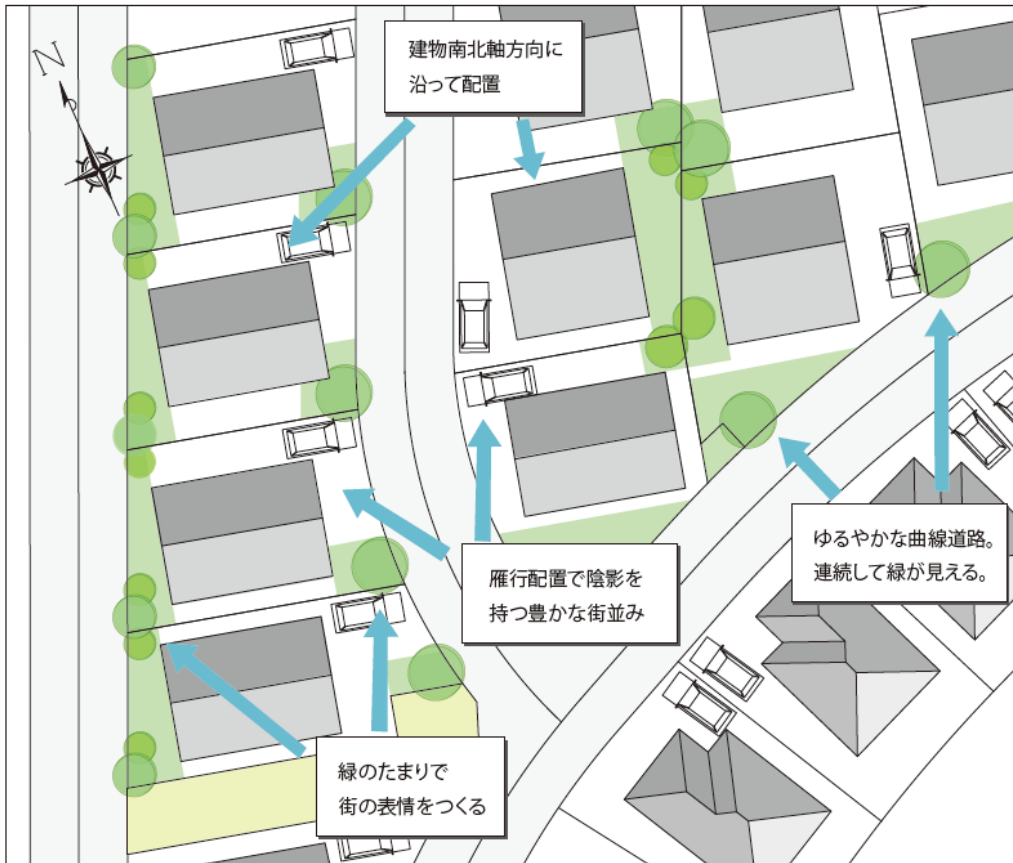 N
建物南北軸方向に
沿って配置
ゆるやかな曲線道路。
連続して緑が見える。
雁行配置で陰影を
持つ豊かな街並み
緑のたまりで
街の表情をつくる